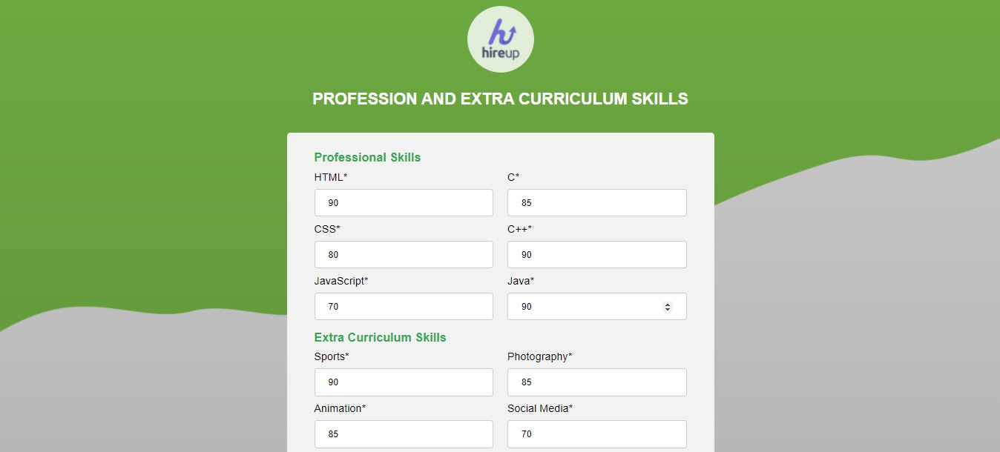 hireup
PROFESSION AND EXTRA CURRICULUM SKILLS
Professional Skills
HTML* C*
90 85
CSS* C++*
80 90
JavaScript* Java*
70 90
Extra Curriculum Skills
Sports* Photography*
90 85
Animation* Social Media*
85 70